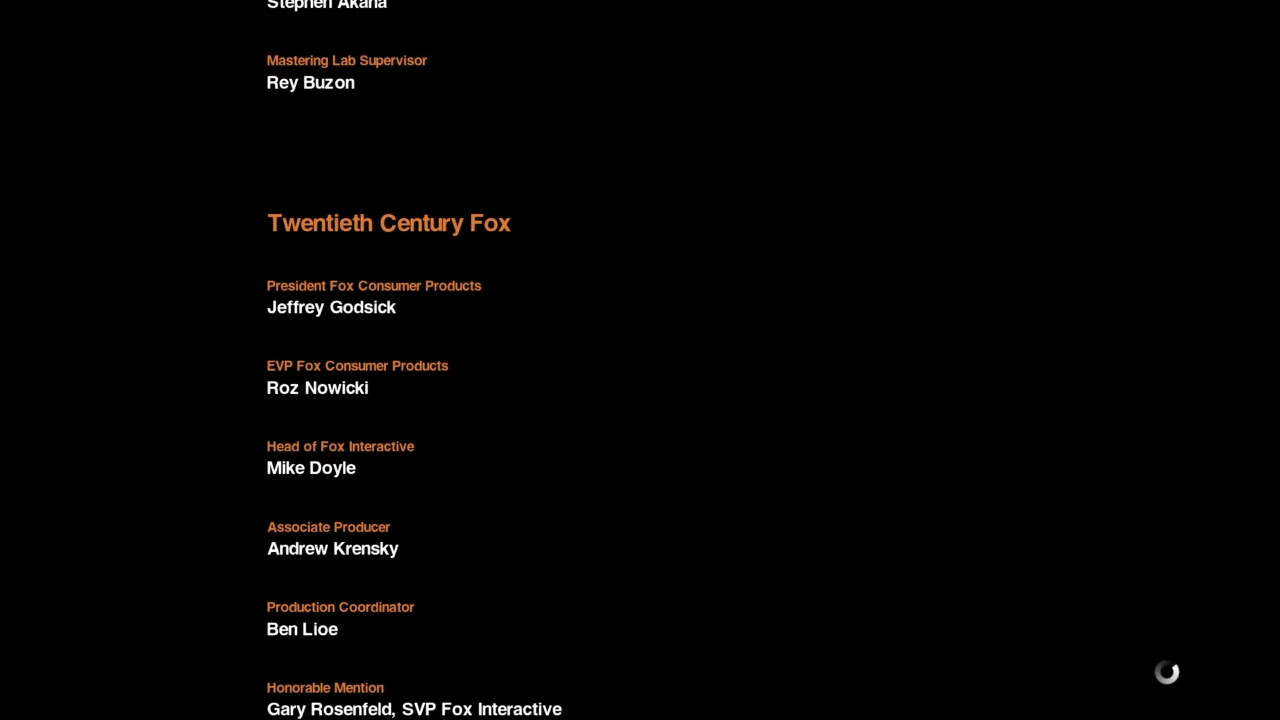 Stephen Akana
Mastering Lab Supervisor
Rey Buzon
Twentieth Century Fox
President Fox Consumer Products
Jeffrey Godsick
EVP Fox Consumer Products
Roz Nowicki
Head of Fox Interactive
Mike Doyle
Associate Producer
Andrew Krensky
Production Coordinator
Ben Lioe
Honorable Mention
Gary Rosenfeld, SVP Fox Interactive